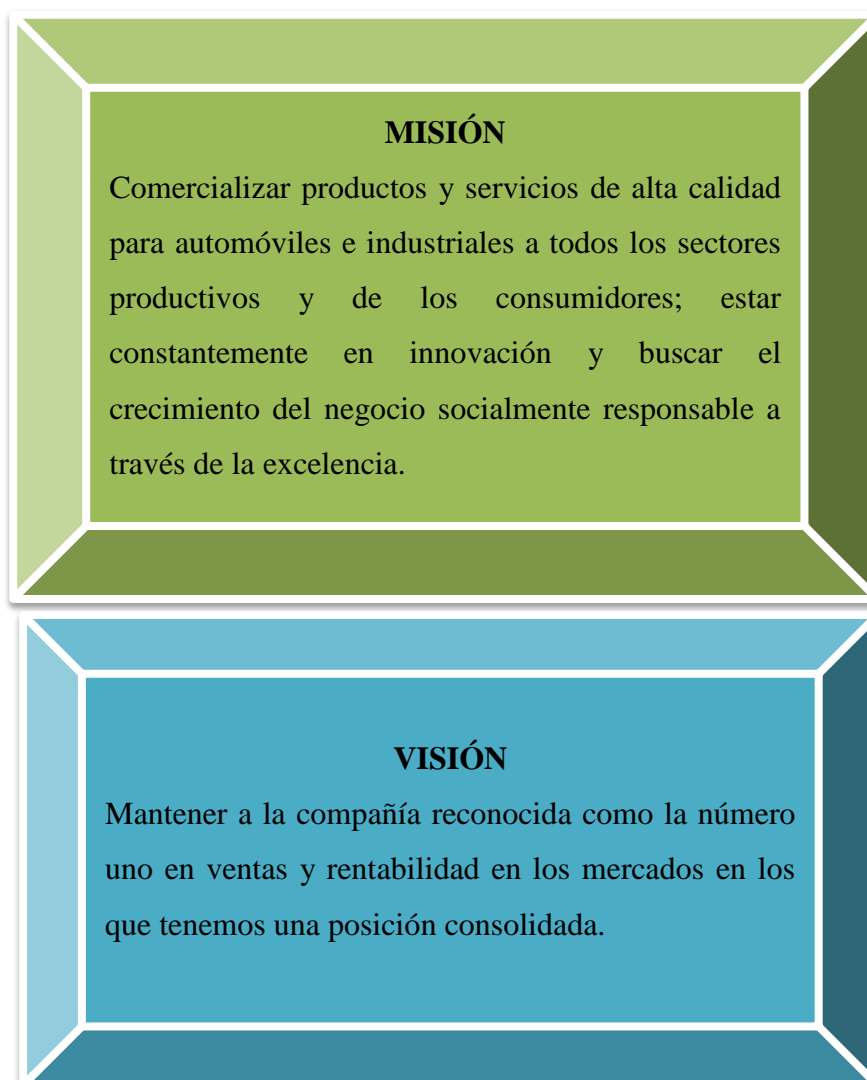 MISIÓN
Comercializar productos y servicios de alta calidad
para automóviles e industriales a todos los sectores
productivos y de los consumidores; estar
constantemente en innovación y buscar el
crecimiento del negocio socialmente responsable a
través de la excelencia.
VISIÓN
Mantener a la compañía reconocida como la número
uno en ventas y rentabilidad en los mercados en los
que tenemos una posición consolidada.